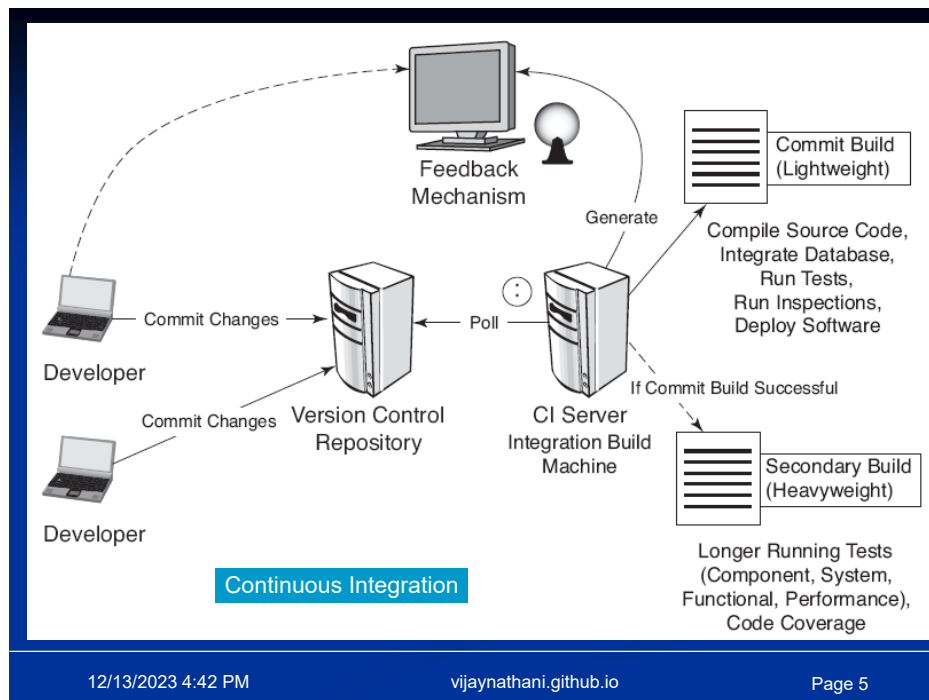 Feedback
Mechanism
Commit Build
(Lightweight)
Generate
Compile Source Code,
Integrate Database,
Run Tests,
Run Inspections,
Deploy Software
Commit Changes
Poll
:
Developer
If Commit Build Successful
Commit Changes
Version Control
Repository
CI Server
Integration Build
Machine
Secondary Build
(Heavyweight)
Developer
Longer Running Tests
(Component, System,
Functional, Performance),
Code Coverage
Continuous Integration
12/13/2023 4:42 PM
vijaynathani.github.io
Page 5